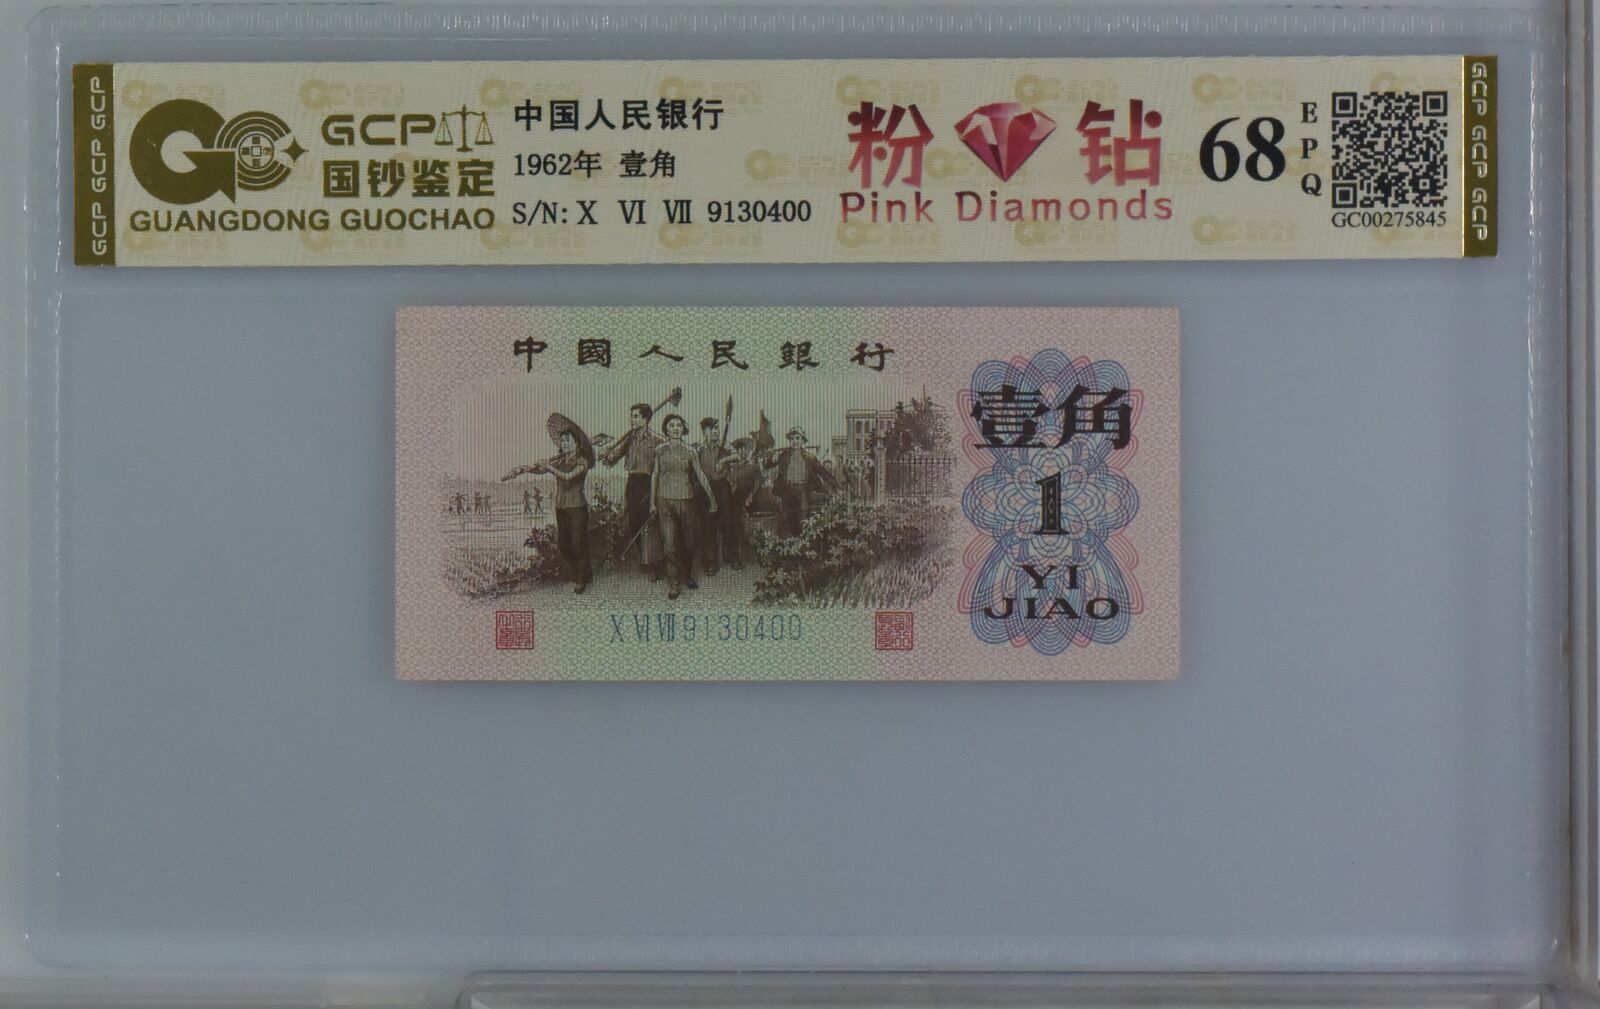 GCP GCP GCP
GCP
国钞鉴定
GUANGDONG GUOCHAO
中国人民银行
1962年 壹角
S/N: X VI VII 9130400
粉钻
Pink Diamonds
68
EPQ
GC00275845
GCP GCP GCP
中國人民銀行
壹角
1
YI
JIAO
X VI VII 9130400